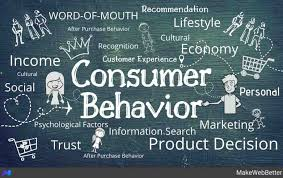 WORD-OF-MOUTH
Recommendation
After Purchase Behavior
Lifestyle
Cultural
Recognition
Economy
Income
Customer Experience
Cultural
Consumer
Behavior
Social
Personal
Psychological Factors
Marketing
Information Search
Trust
Product Decision
After Purchase Behavior
MakeWebBetter